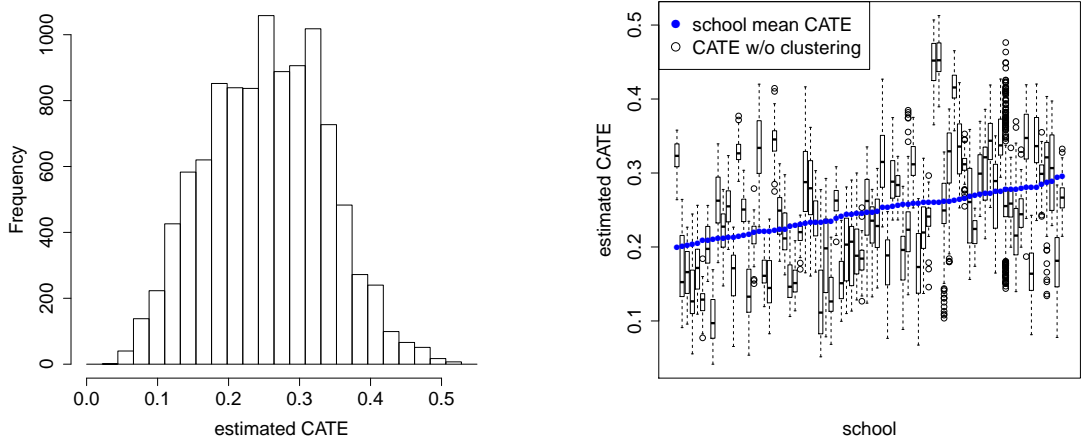 Frequency
1000
800
600
400
200
0
0.0 0.1 0.2 0.3 0.4 0.5
estimated CATE
estimated CATE
0.5
0.4
0.3
0.2
0.1
school mean CATE
CATE w/o clustering
school